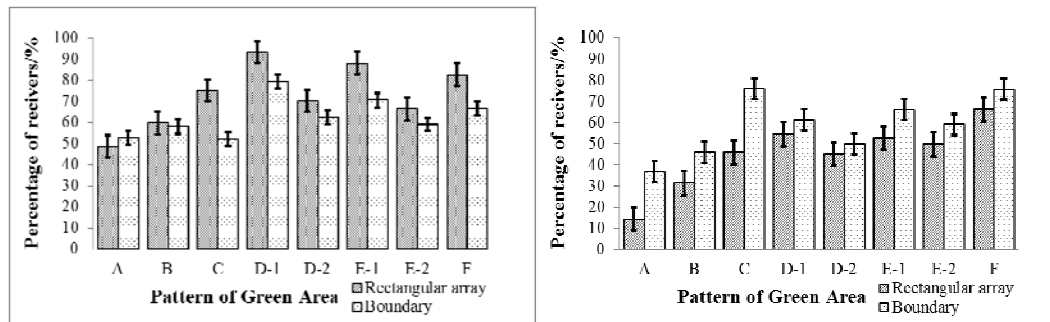 Percentage of recivers/%
100
90
80
70
60
50
40
30
20
10
0
A B C D-1 D-2 E-1 E-2 F
Pattern of Green Area
Rectangular array
Boundary
Percentage of recivers/%
100
90
80
70
60
50
40
30
20
10
0
A B C D-1 D-2 E-1 E-2 F
Pattern of Green Area
Rectangular array
Boundary